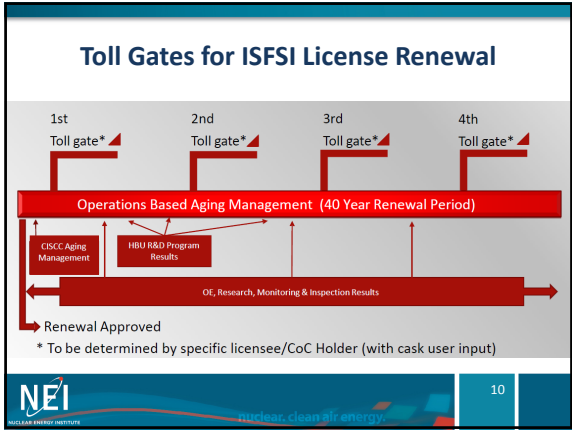 Toll Gates for ISFSI License Renewal
1st
Toll gate*
2nd
Toll gate*
3rd
Toll gate*
4th
Toll gate*
Operations Based Aging Management (40 Year Renewal Period)
CISCC Aging
Management
HBU R&D Program
Results
OE, Research, Monitoring & Inspection Results
Renewal Approved
* To be determined by specific licensee/CoC Holder (with cask user input)
NEI
NUCLEAR ENERGY INSTITUTE
nuclear. clean air energy.
10